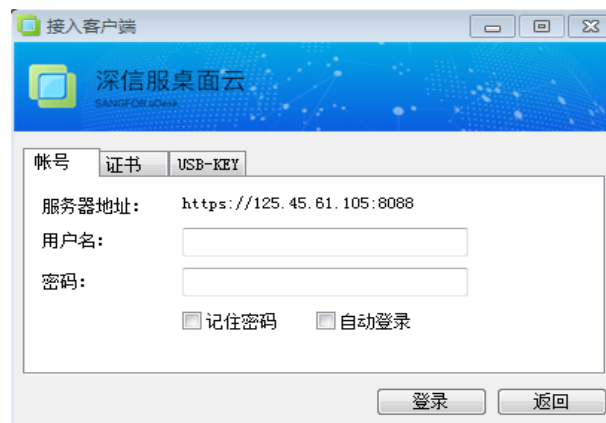 接入客户端
深信服桌面云
SANGFOR aDesk
帐号 证书 USB-KEY
服务器地址: https://125.45.61.105:8088
用户名:
密码:
记住密码 自动登录
登录 返回